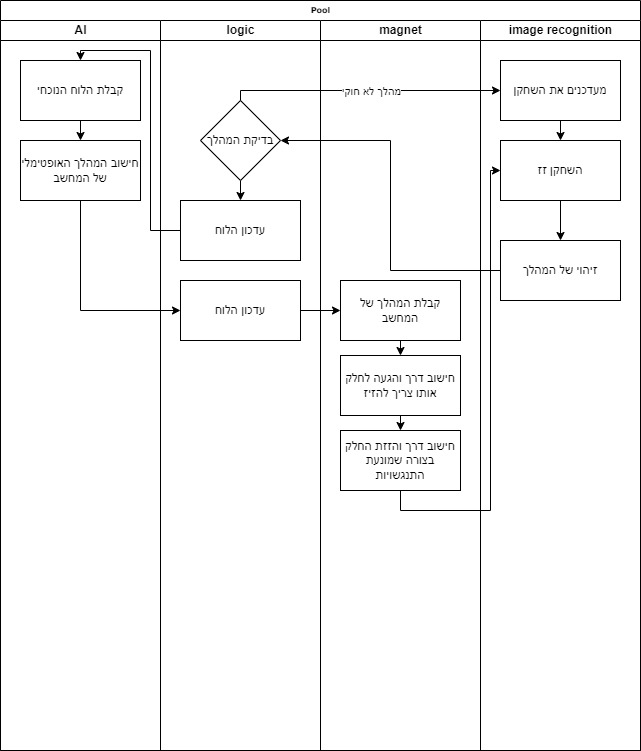 Pool
AI
logic
magnet
image recognition
קבלת הלוח הנוכחי
חישוב המהלך האופטימלי
של המחשב
מהלך לא חוקי
בדיקת המהלך
עדכון הלוח
עדכון הלוח
קבלת המהלך של
המחשב
חישוב דרך והגעה לחלק
אותו צריך להזיז
חישוב דרך והזזת החלק
בצורה שמונעת
התנגשויות
מעדכנים את השחקן
השחקן זז
זיהוי של המהלך